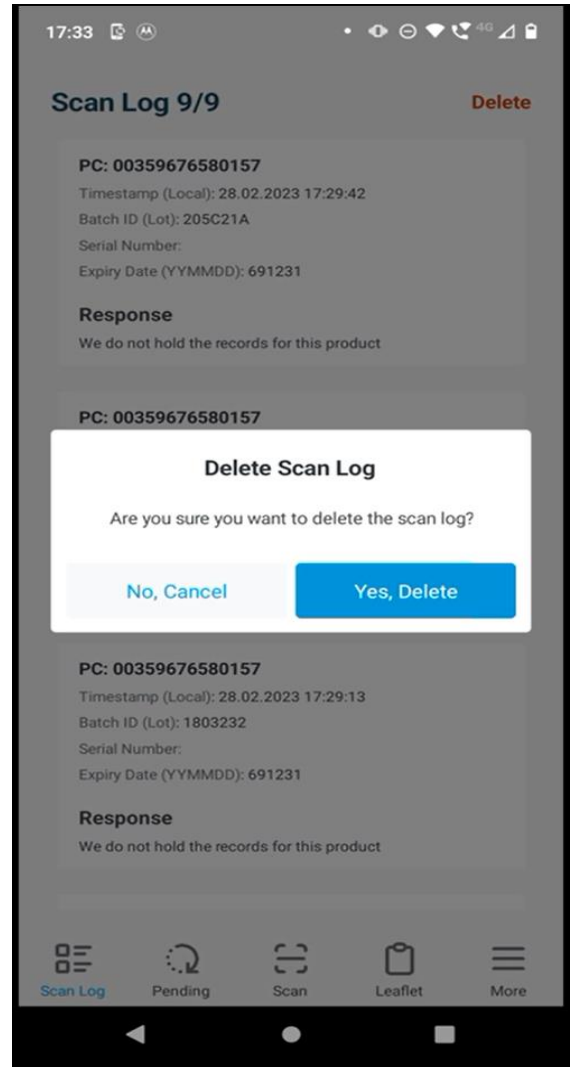 17:33
4G
Scan Log 9/9
Delete
PC: 00359676580157
Timestamp (Local): 28.02.2023 17:29:42
Batch ID (Lot): 205C21A
Serial Number:
Expiry Date (YYMMDD): 691231
Response
We do not hold the records for this product
PC: 00359676580157
Delete Scan Log
Are you sure you want to delete the scan log?
No, Cancel
Yes, Delete
PC: 00359676580157
Timestamp (Local): 28.02.2023 17:29:13
Batch ID (Lot): 1803232
Serial Number:
Expiry Date (YYMMDD): 691231
Response
We do not hold the records for this product
Scan Log
Pending
Scan
Leaflet
More